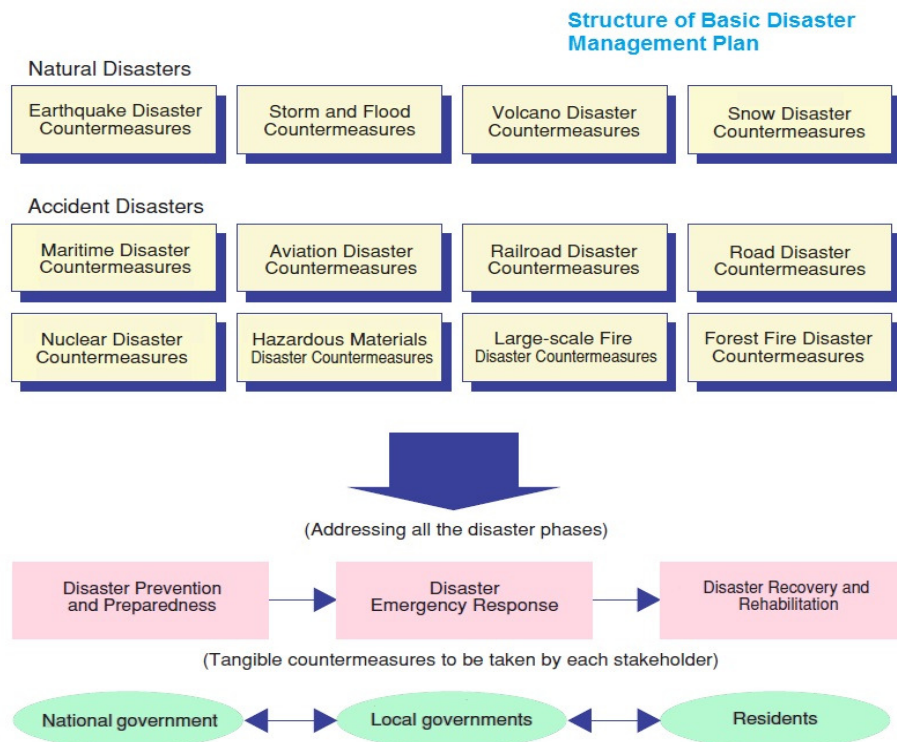 Structure of Basic Disaster
Management Plan
Natural Disasters
Earthquake Disaster
Countermeasures
Storm and Flood
Countermeasures
Volcano Disaster
Countermeasures
Snow Disaster
Countermeasures
Accident Disasters
Maritime Disaster
Countermeasures
Aviation Disaster
Countermeasures
Railroad Disaster
Countermeasures
Road Disaster
Countermeasures
Nuclear Disaster
Countermeasures
Hazardous Materials
Disaster Countermeasures
Large-scale Fire
Disaster Countermeasures
Forest Fire Disaster
Countermeasures
(Addressing all the disaster phases)
Disaster Prevention
and Preparedness
Disaster
Emergency Response
Disaster Recovery and
Rehabilitation
(Tangible countermeasures to be taken by each stakeholder)
National government
Local governments
Residents